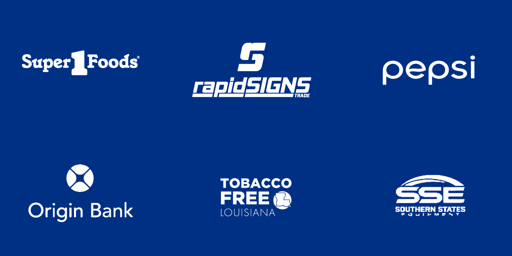 Super 1 Foods
S
rapidSIGNS
TRADE
pepsi
Origin Bank
TOBACCO
FREE
LOUISIANA
SSE
SOUTHERN STATES
EQUIPMENT